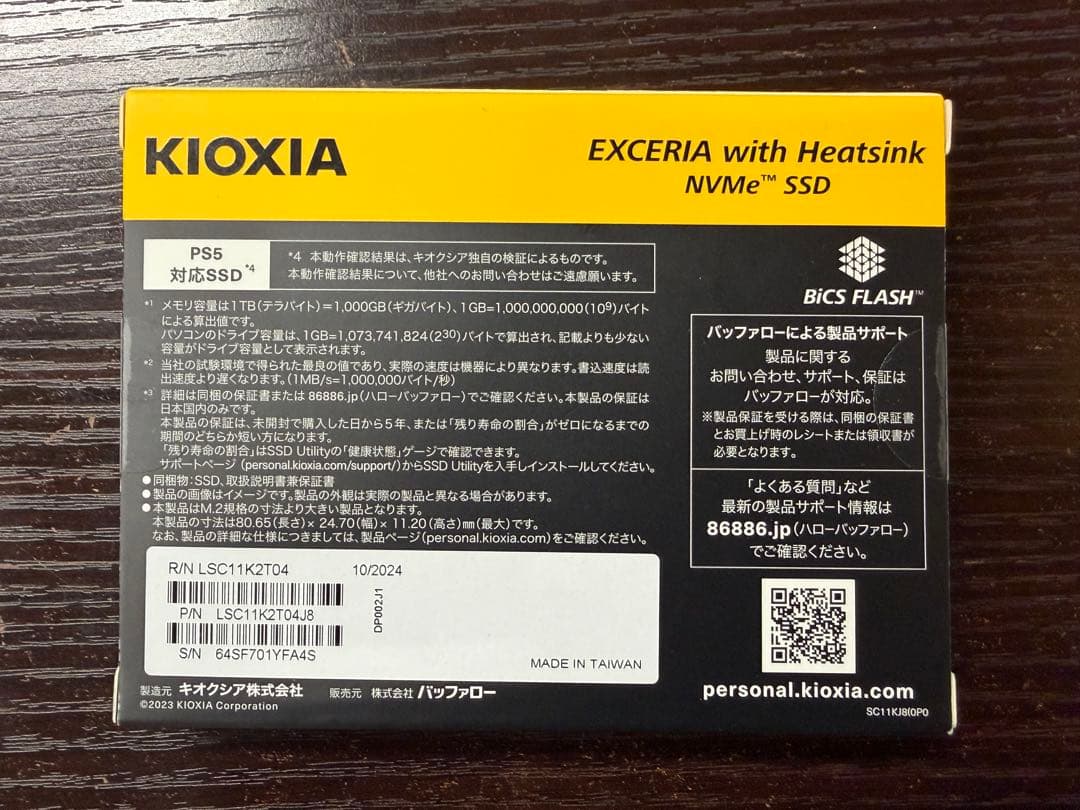 KIOXIA
EXCERIA with Heatsink
NVMe™ SSD
PS5
対応SSD*4
*4 本動作確認結果は、キオクシア独自の検証によるものです。
本動作確認結果について、他社へのお問い合わせはご遠慮願います。
*1 メモリ容量は1TB(テラバイト)=1,000GB(ギガバイト)、1GB=1,000,000,000(10⁹)バイト
による算出値です。
パソコンのドライブ容量は、1GB=1,073,741,824(2³⁰)バイトで算出され、記載よりも少ない
容量がドライブ容量として表示されます。
*2 当社の試験環境で得られた最良の値であり、実際の速度は機器により異なります。書込速度は読
出速度より遅くなります。(1MB/s=1,000,000バイト/秒)
*3 詳細は同梱の保証書または 86886.jp(ハローバッファロー)でご確認ください。本製品の保証は
日本国内のみです。
本製品の保証は、未開封で購入した日から5年、または「残り寿命の割合」がゼロになるまでの
期間のどちらか短い方になります。
「残り寿命の割合」はSSD Utilityの「健康状態」ゲージで確認できます。
サポートページ (personal.kioxia.com/support/)からSSD Utilityを入手しインストールしてください。
●同梱物:SSD、取扱説明書兼保証書
●製品の画像はイメージです。製品の外観は実際の製品と異なる場合があります。
●本製品はM.2規格の寸法より大きい製品となります。
本製品の寸法は80.65(長さ)× 24.70(幅)× 11.20(高さ)mm(最大)です。
なお、製品の詳細な仕様につきましては、製品ページ(personal.kioxia.com)をご確認ください。
BiCS FLASH™
バッファローによる製品サポート
製品に関する
お問い合わせ、サポート、保証は
バッファローが対応。
※製品保証を受ける際は、同梱の保証書
とお買上げ時のレシートまたは領収書が
必要となります。
「よくある質問」など
最新の製品サポート情報は
86886.jp(ハローバッファロー)
でご確認ください。
R/N LSC11K2T04
10/2024
P/N LSC11K2T04J8
DP002J1
S/N 64SF701YFA4S
MADE IN TAIWAN
製造元 キオクシア株式会社 販売元 株式会社 バッファロー
©2023 KIOXIA Corporation
personal.kioxia.com
SC11KJ8(0P0